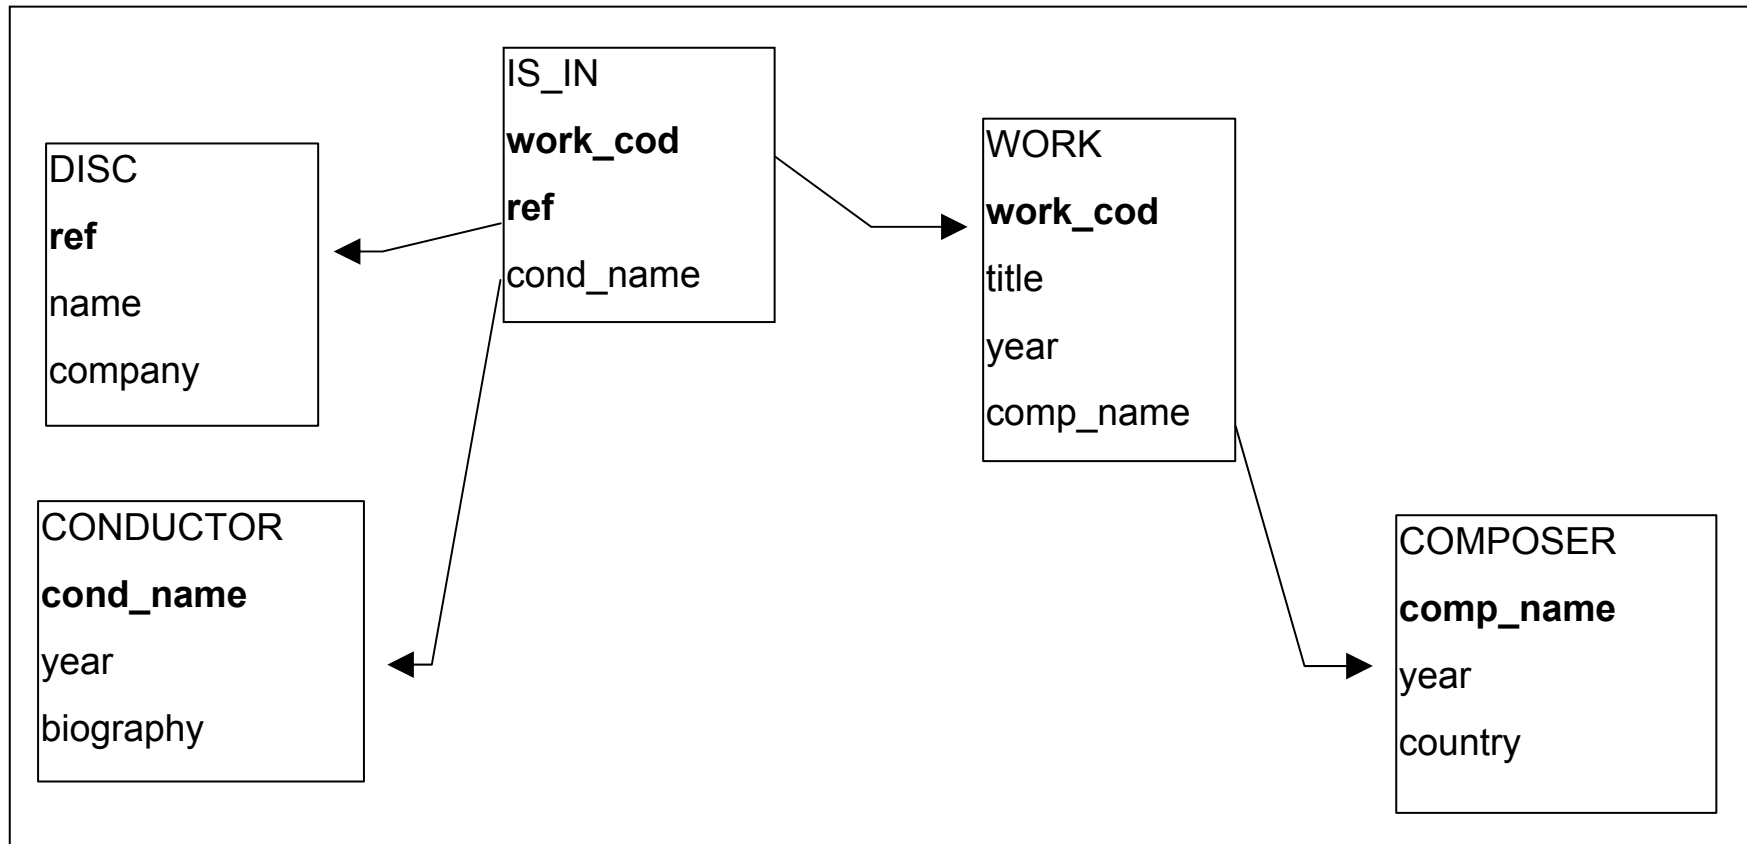 IS_IN
work_cod
ref
cond_name
DISC
ref
name
company
WORK
work_cod
title
year
comp_name
CONDUCTOR
cond_name
year
biography
COMPOSER
comp_name
year
country